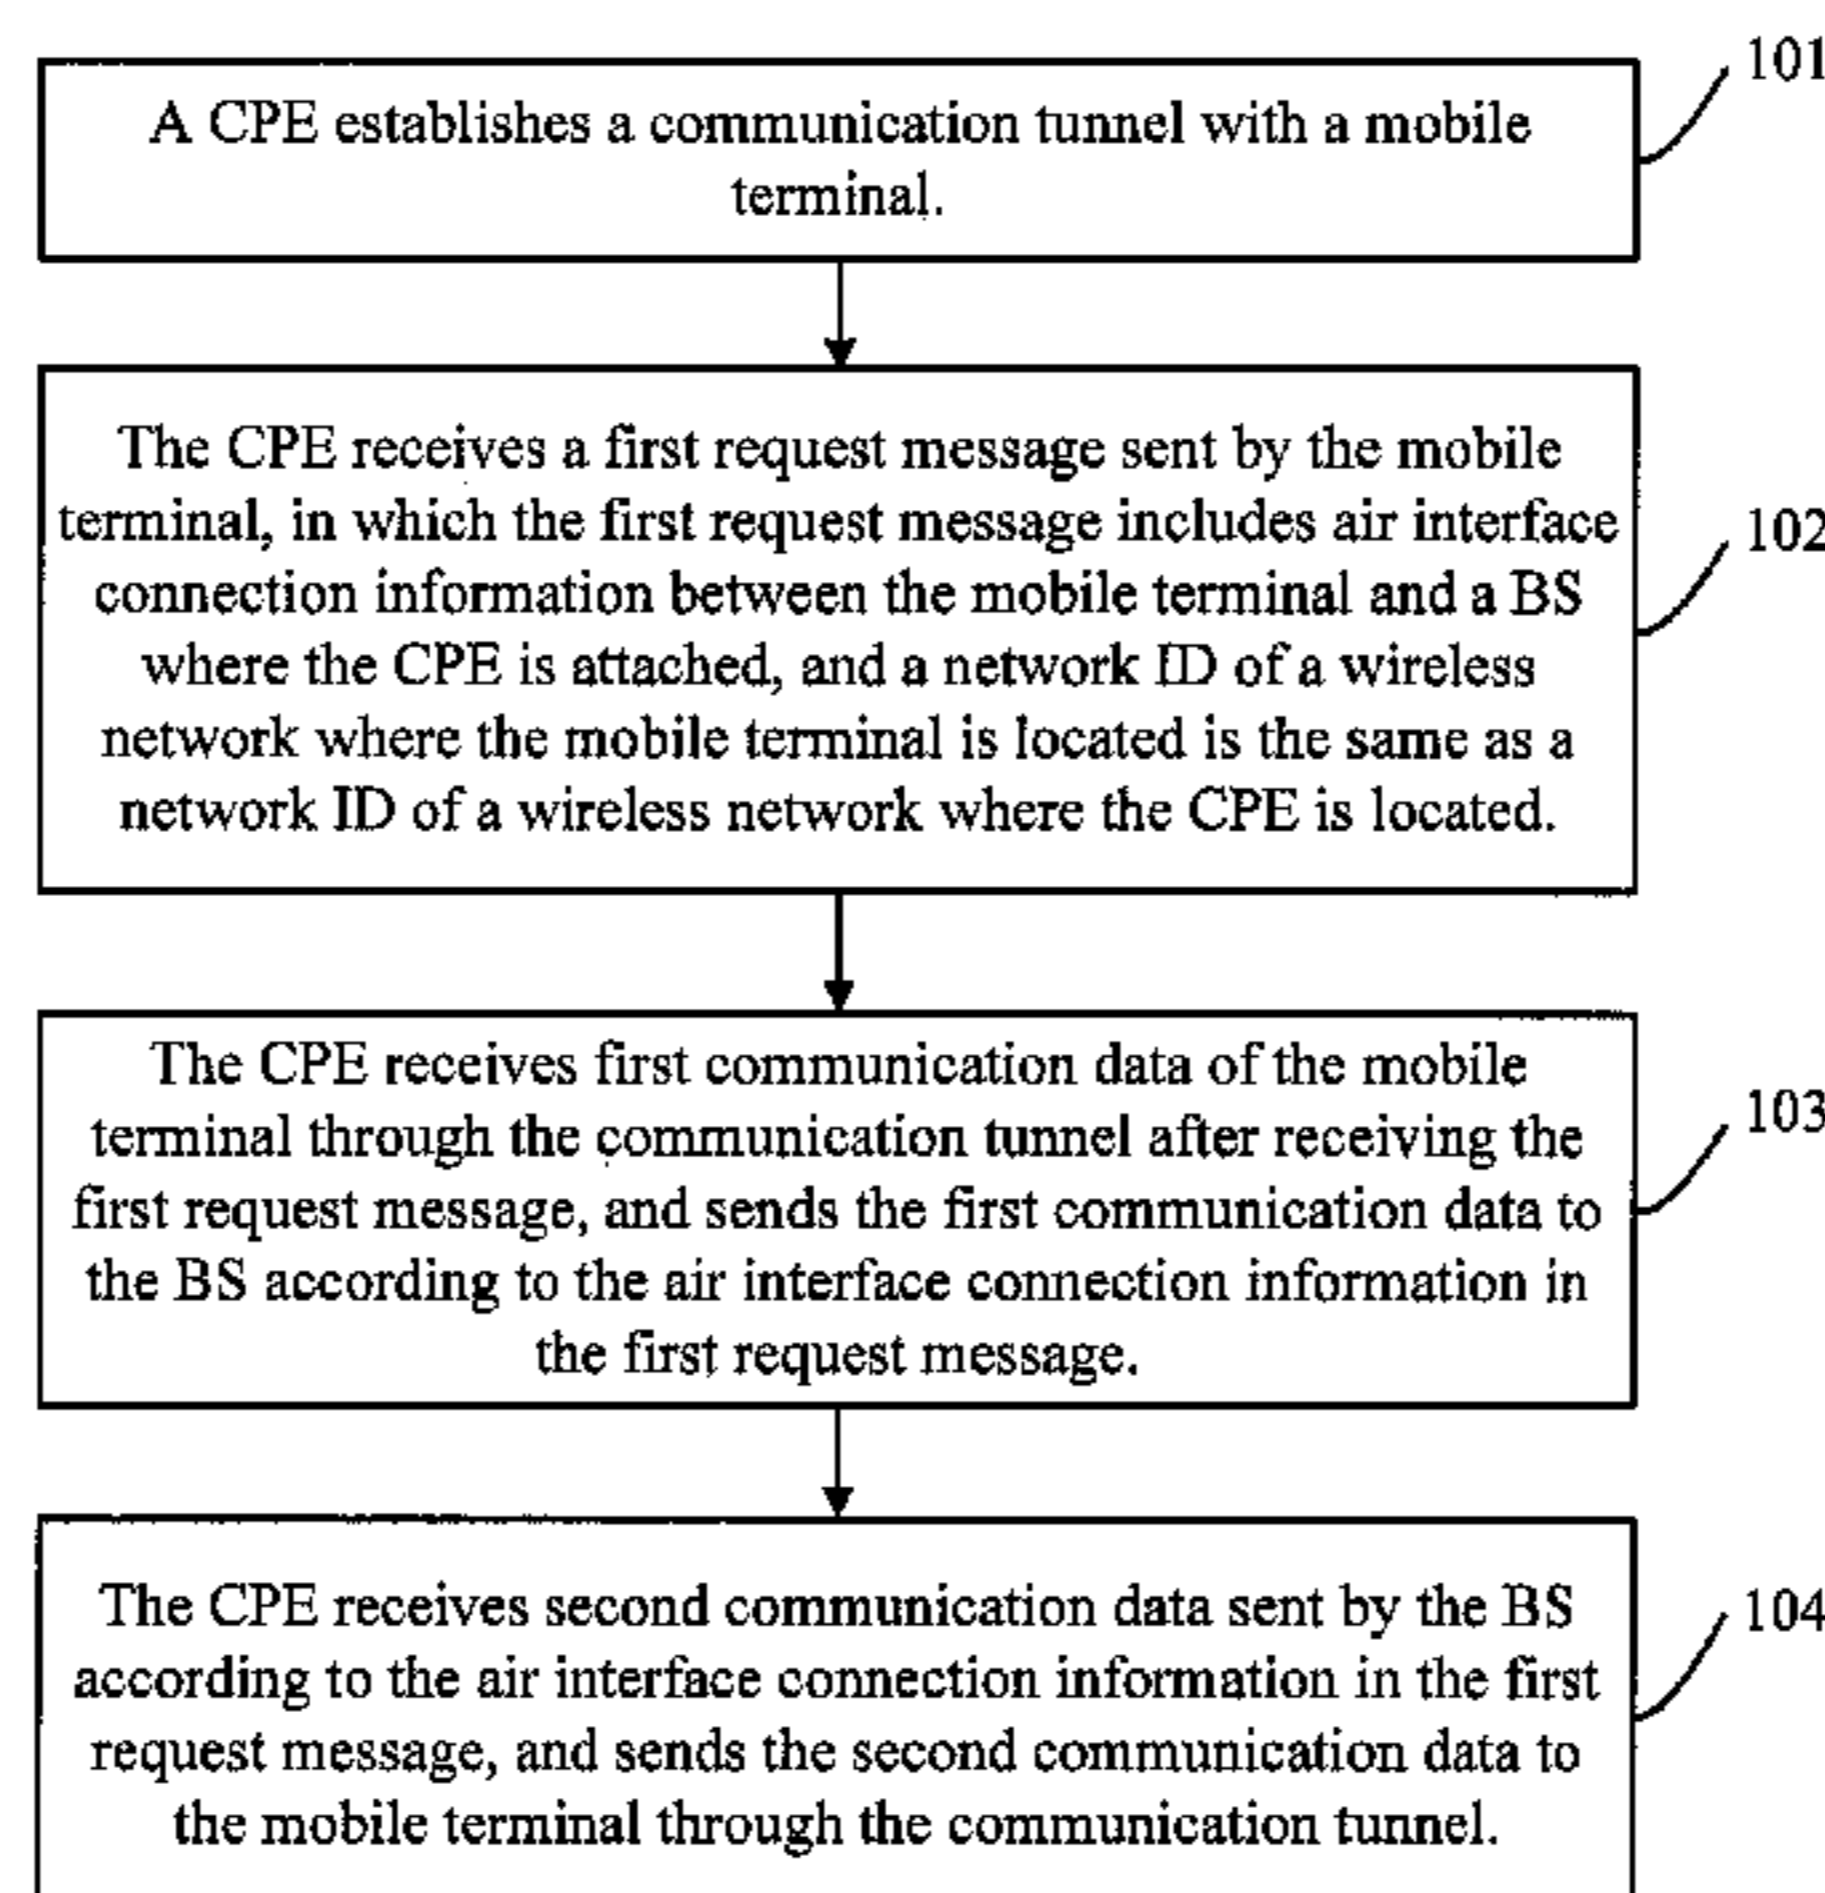 101
A CPE establishes a communication tunnel with a mobile
terminal.
The CPE receives a first request message sent by the mobile
terminal, in which the first request message includes air interface
connection information between the mobile terminal and a BS
where the CPE is attached, and a network ID of a wireless
network where the mobile terminal is located is the same as a
network ID of a wireless network where the CPE is located.
102
The CPE receives first communication data of the mobile
terminal through the communication tunnel after receiving the
first request message, and sends the first communication data to
the BS according to the air interface connection information in
the first request message.
103
The CPE receives second communication data sent by the BS
according to the air interface connection information in the first
request message, and sends the second communication data to
the mobile terminal through the communication tunnel.
104